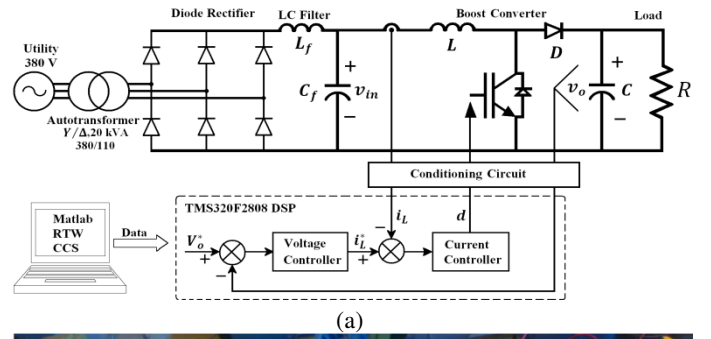 Diode Rectifier
LC Filter
Boost Converter
Load
Utility
380 V
L_f
L
D
C_f
+
v_in
−
+
v_o
C
−
R
Autotransformer
Y/Δ,20 kVA
380/110
Conditioning Circuit
TMS320F2808 DSP
Matlab
RTW
CCS
Data
V_o^*
+
−
Voltage
Controller
i_L^*
+
−
i_L
d
Current
Controller
(a)